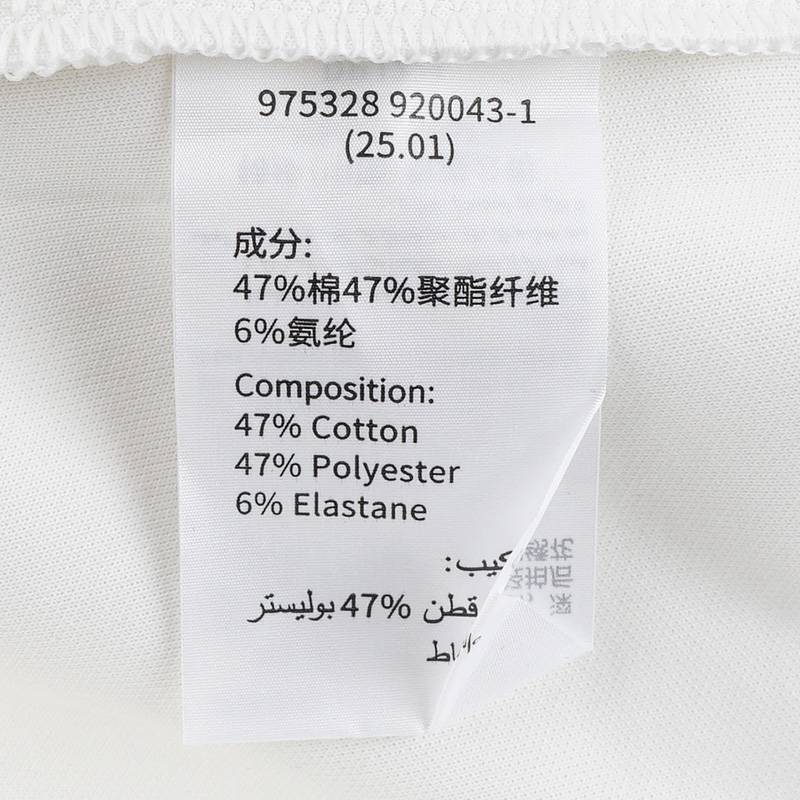 975328 920043-1
(25.01)
成分:
47%棉47%聚酯纤维
6%氨纶
Composition:
47% Cotton
47% Polyester
6% Elastane
قطن 47% بوليستر